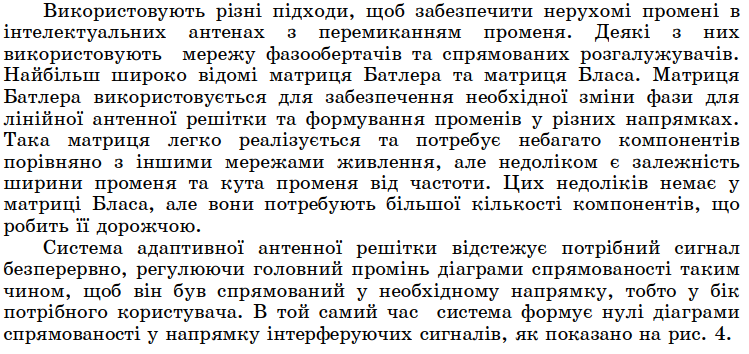 Використовують різні підходи, щоб забезпечити нерухомі промені в
інтелектуальних антенах з перемиканням променя. Деякі з них
використовують мережу фазообертачів та спрямованих розгалужувачів.
Найбільш широко відомі матриця Батлера та матриця Бласа. Матриця
Батлера використовується для забезпечення необхідної зміни фази для
лінійної антенної решітки та формування променів у різних напрямках.
Така матриця легко реалізується та потребує небагато компонентів
порівняно з іншими мережами живлення, але недоліком є залежність
ширини променя та кута променя від частоти. Цих недоліків немає у
матриці Бласа, але вони потребують більшої кількості компонентів, що
робить її дорожчою.
Система адаптивної антенної решітки відстежує потрібний сигнал
безперервно, регулюючи головний промінь діаграми спрямованості таким
чином, щоб він був спрямований у необхідному напрямку, тобто у бік
потрібного користувача. В той самий час система формує нулі діаграми
спрямованості у напрямку інтерферуючих сигналів, як показано на рис. 4.